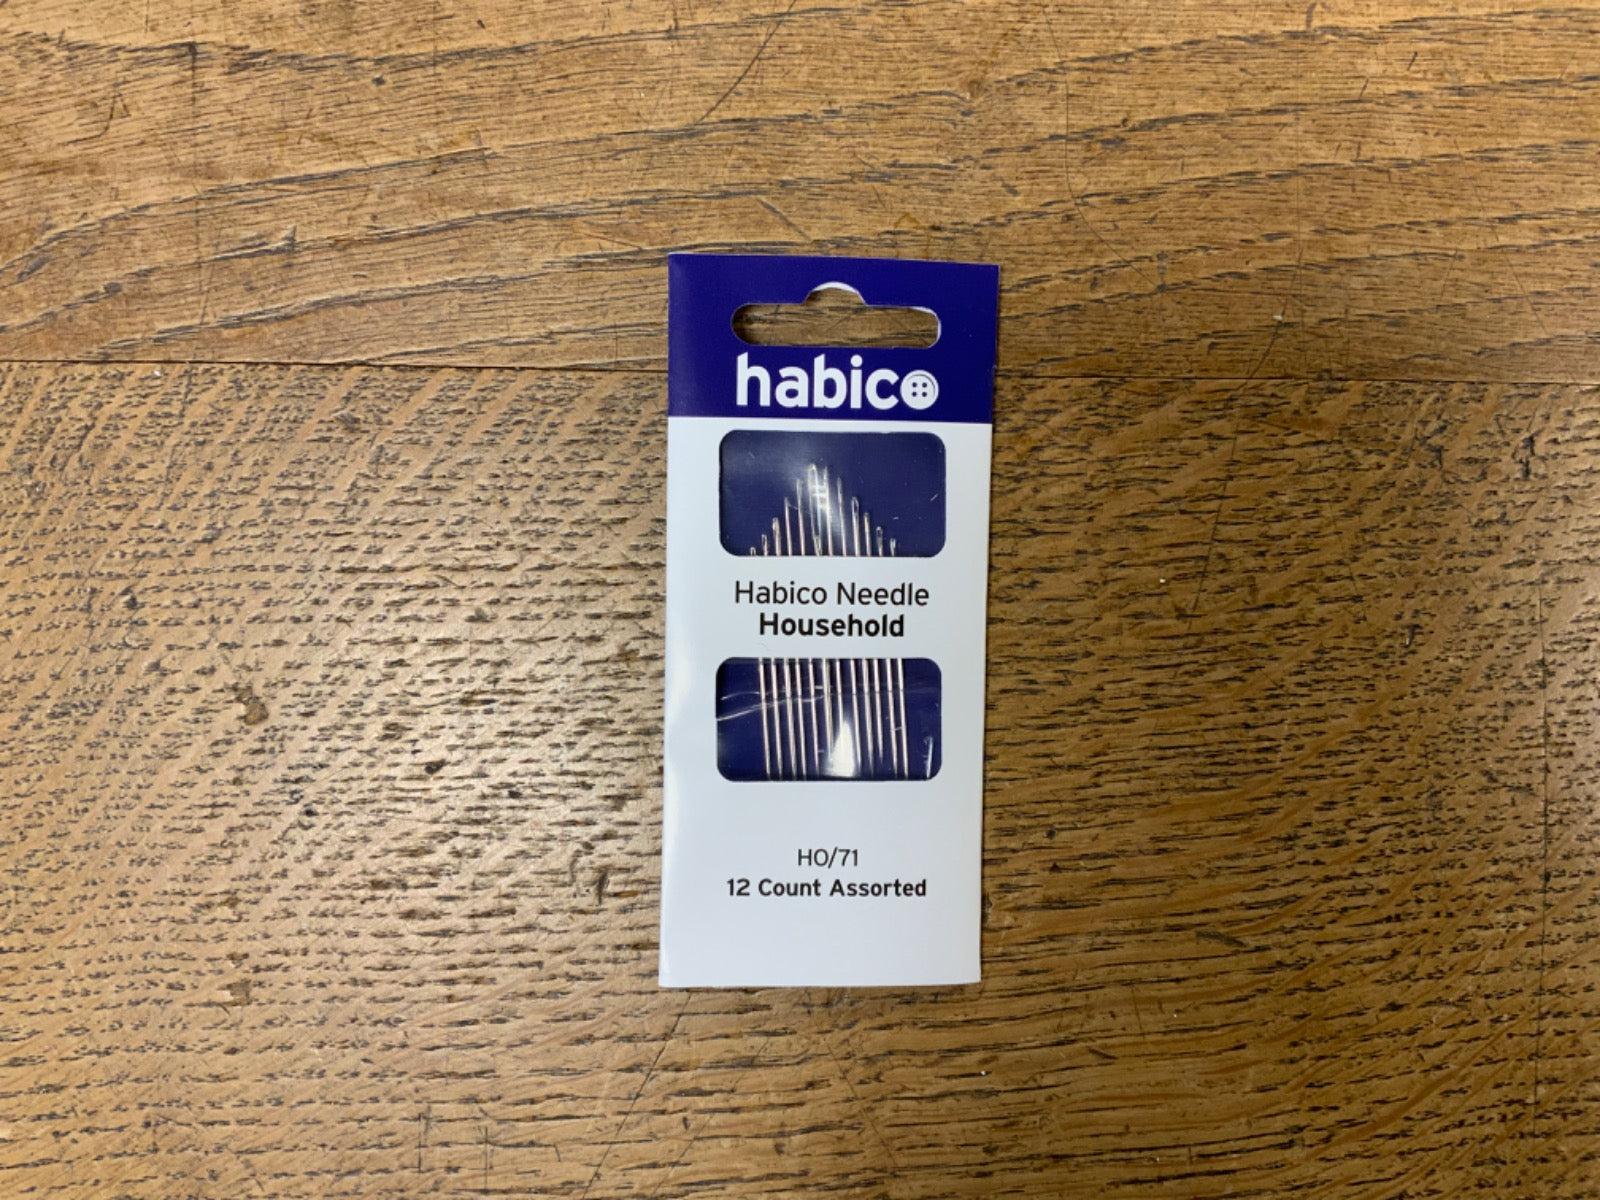 habico
Habico Needle
Household
HO/71
12 Count Assorted